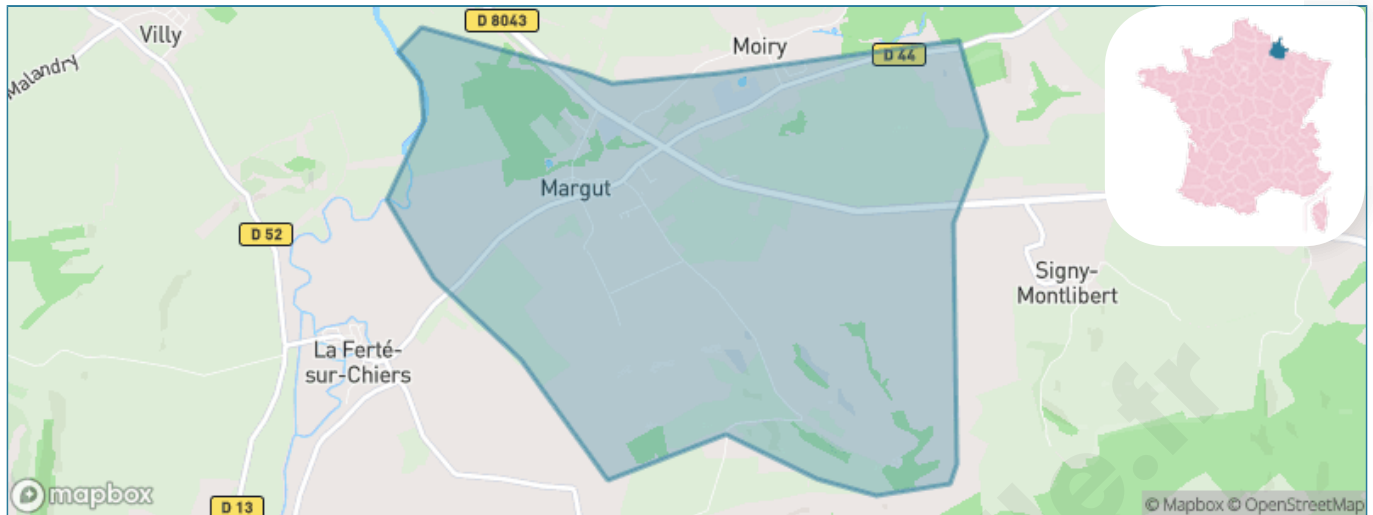 D 8043
Villy
Moiry
D 44
Malandry
Margut
D 52
Signy-
Montlibert
La Ferté-
sur-Chiers
mapbox
D 13
© Mapbox © OpenStreetMap